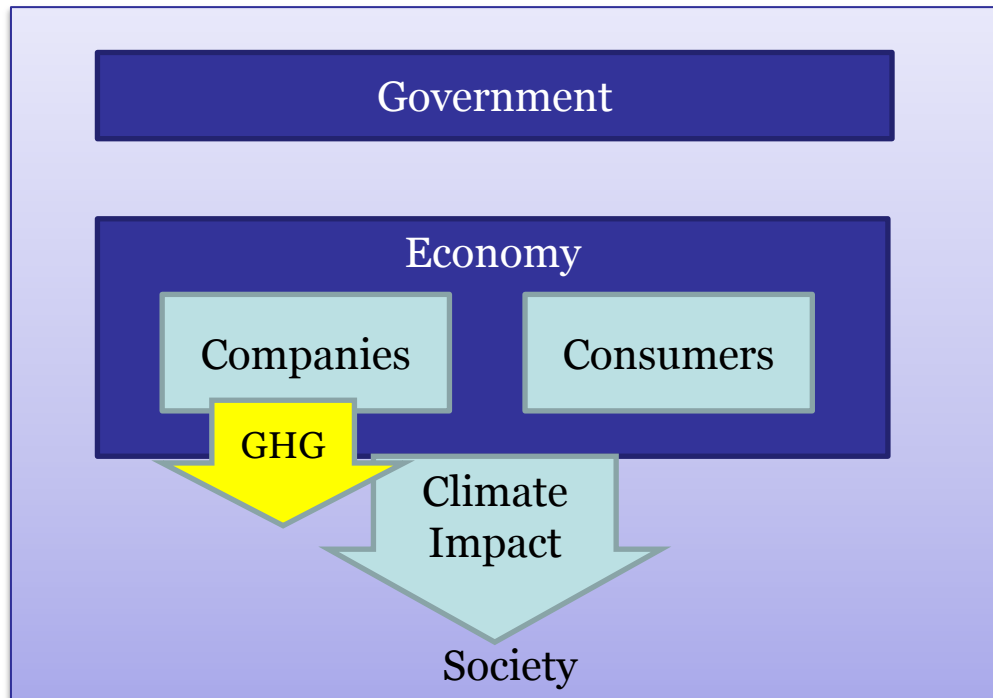 Government
Economy
Companies
Consumers
GHG
Climate
Impact
Society